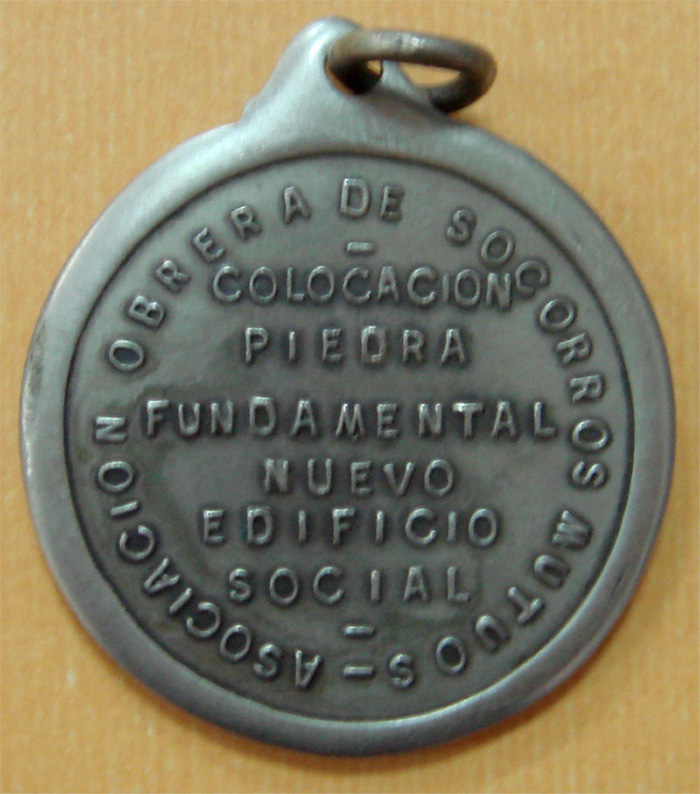 ASOCIACION OBRERA DE SOCORROS MUTUOS -
-
COLOCACION
PIEDRA
FUNDAMENTAL
NUEVO
EDIFICIO
SOCIAL
-